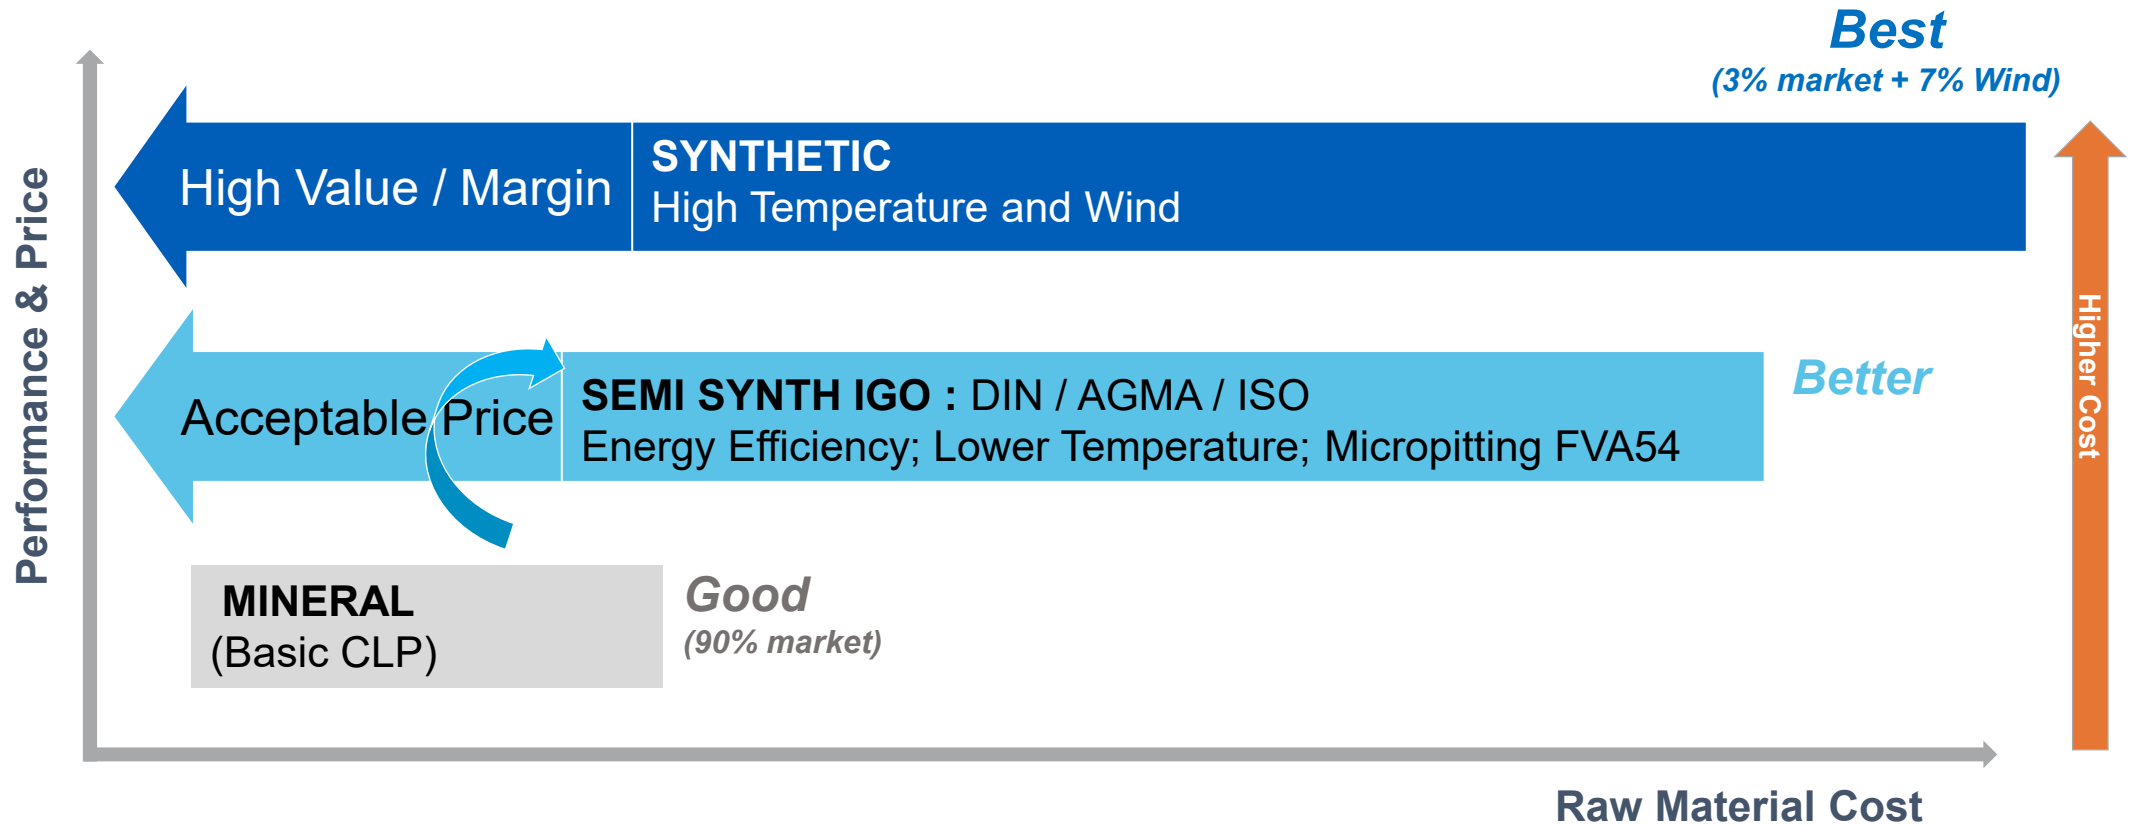 Best
(3% market + 7% Wind)
Performance & Price
High Value / Margin
SYNTHETIC
High Temperature and Wind
Higher Cost
Acceptable Price
SEMI SYNTH IGO : DIN / AGMA / ISO
Energy Efficiency; Lower Temperature; Micropitting FVA54
Better
MINERAL
(Basic CLP)
Good
(90% market)
Raw Material Cost